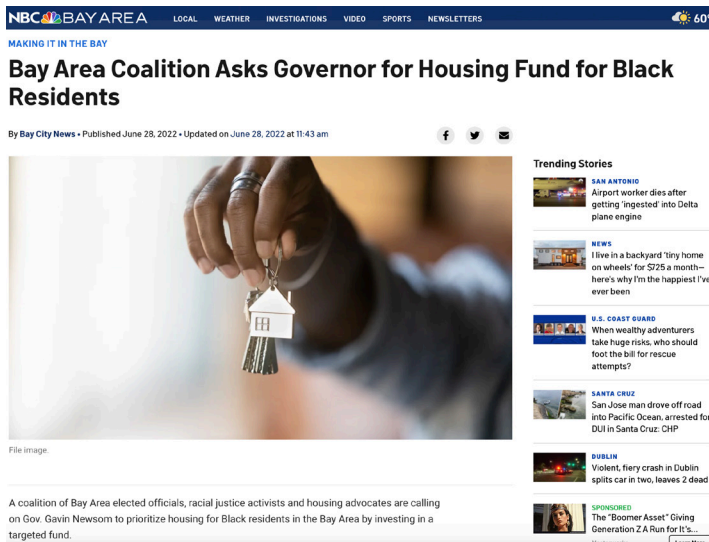 NBC BAY AREA
LOCAL WEATHER INVESTIGATIONS VIDEO SPORTS NEWSLETTERS
60°
MAKING IT IN THE BAY
Bay Area Coalition Asks Governor for Housing Fund for Black
Residents
By Bay City News • Published June 28, 2022 • Updated on June 28, 2022 at 11:43 am
File image.
A coalition of Bay Area elected officials, racial justice activists and housing advocates are calling
on Gov. Gavin Newsom to prioritize housing for Black residents in the Bay Area by investing in a
targeted fund.
Trending Stories
SAN ANTONIO
Airport worker dies after
getting 'ingested' into Delta
plane engine
NEWS
I live in a backyard 'tiny home
on wheels' for $725 a month—
here's why I'm the happiest I've
ever been
U.S. COAST GUARD
When wealthy adventurers
take huge risks, who should
foot the bill for rescue
attempts?
SANTA CRUZ
San Jose man drove off road
into Pacific Ocean, arrested for
DUI in Santa Cruz: CHP
DUBLIN
Violent, fiery crash in Dublin
splits car in two, leaves 2 dead
SPONSORED
The "Boomer Asset" Giving
Generation Z A Run for It's...